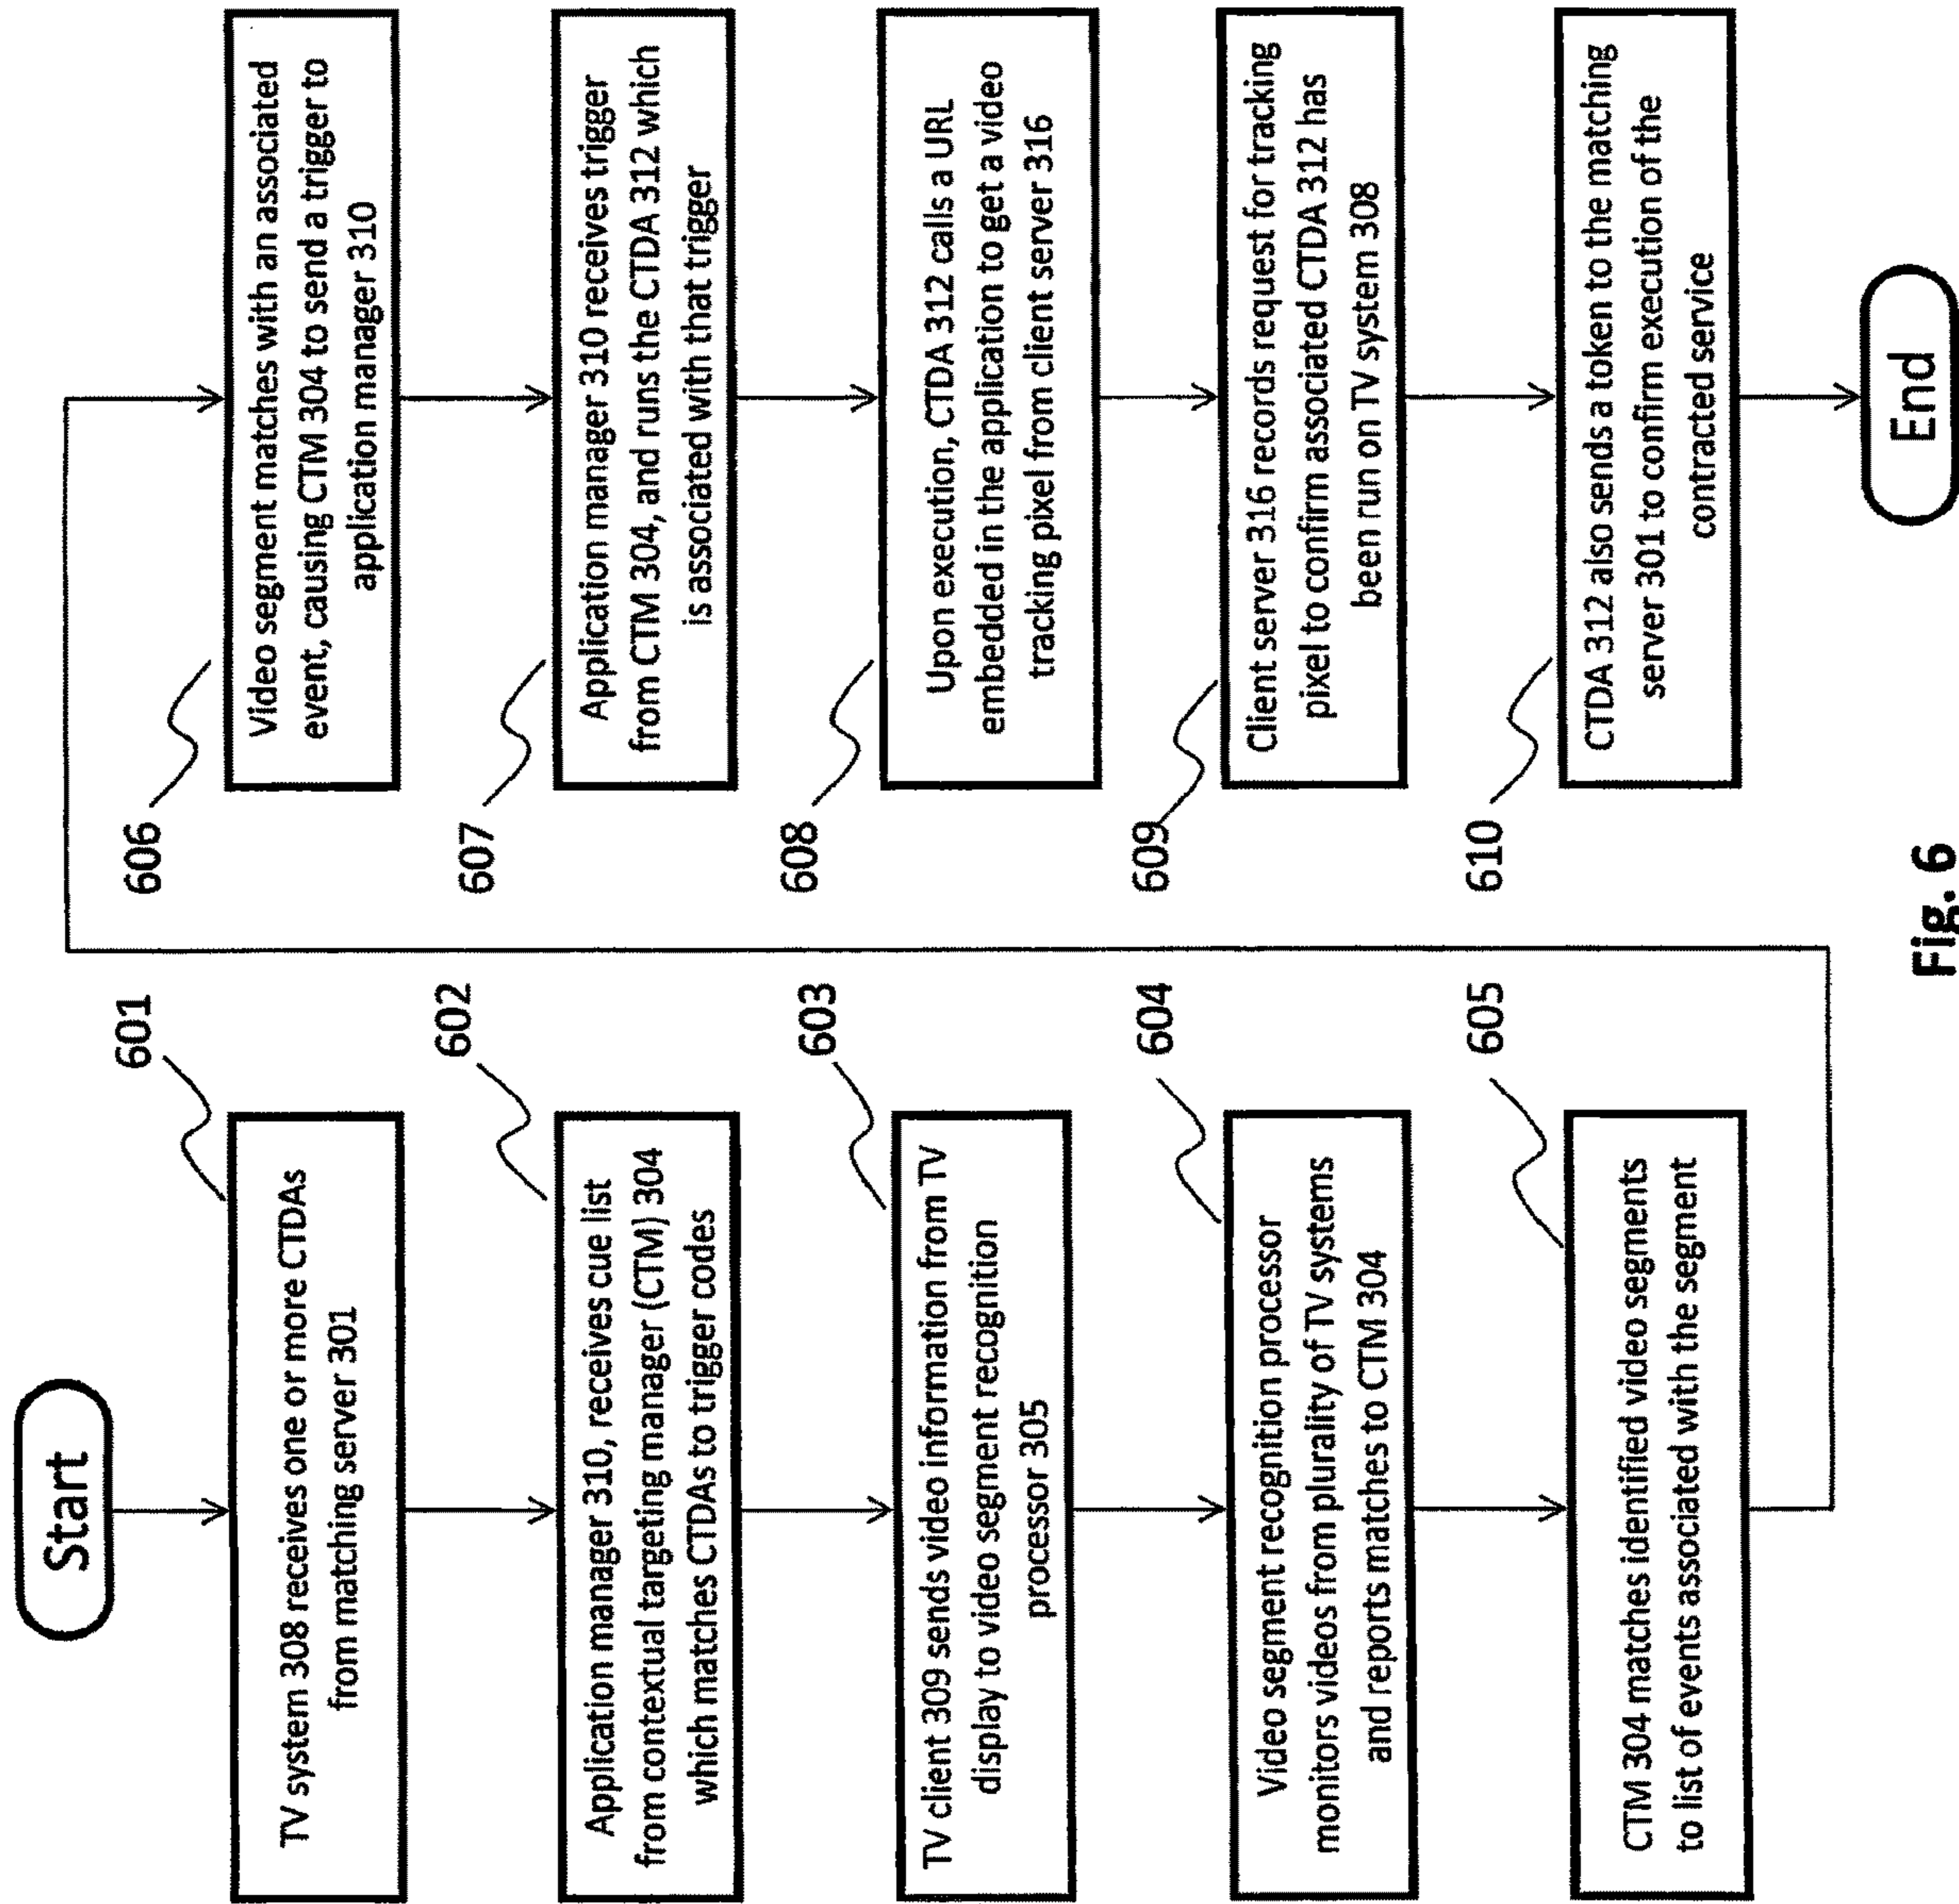 Start
601
TV system 308 receives one or more CTDAs
from matching server 301
602
Application manager 310, receives cue list
from contextual targeting manager (CTM) 304
which matches CTDAs to trigger codes
603
TV client 309 sends video information from TV
display to video segment recognition
processor 305
604
Video segment recognition processor
monitors videos from plurality of TV systems
and reports matches to CTM 304
605
CTM 304 matches identified video segments
to list of events associated with the segment
606
Video segment matches with an associated
event, causing CTM 304 to send a trigger to
application manager 310
607
Application manager 310 receives trigger
from CTM 304, and runs the CTDA 312 which
is associated with that trigger
608
Upon execution, CTDA 312 calls a URL
embedded in the application to get a video
tracking pixel from client server 316
609
Client server 316 records request for tracking
pixel to confirm associated CTDA 312 has
been run on TV system 308
610
CTDA 312 also sends a token to the matching
server 301 to confirm execution of the
contracted service
End
Fig. 6